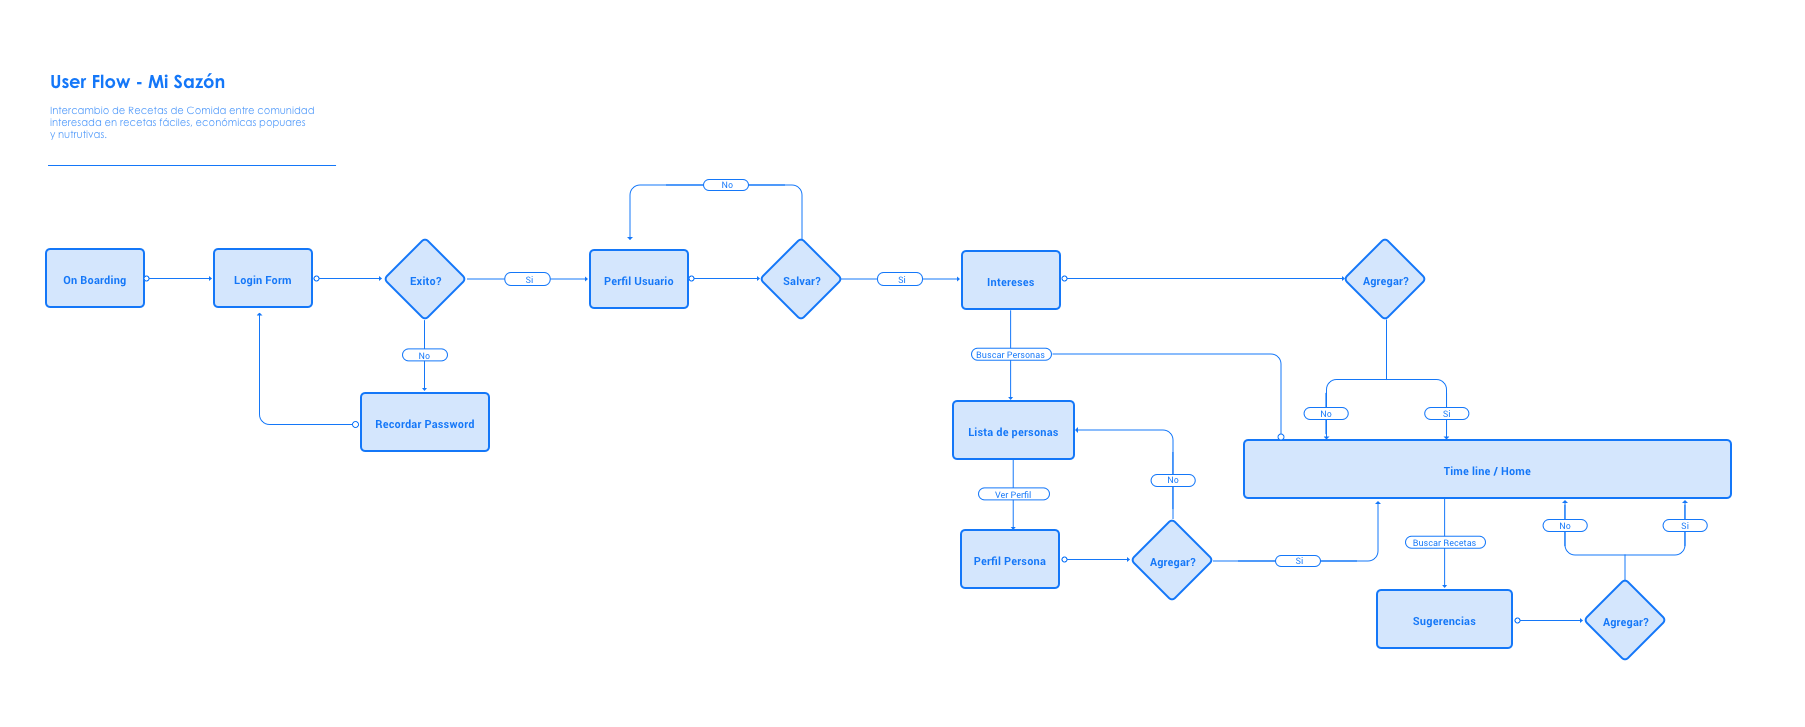 User Flow - Mi Sazón
Intercambio de Recetas de Comida entre comunidad
interesada en recetas fáciles, económicas popuares
y nutrutivas.
No
On Boarding
Login Form
Exito?
Si
Perfil Usuario
Salvar?
Si
Intereses
Agregar?
No
Buscar Personas
Recordar Password
Lista de personas
No
Si
Time line / Home
Ver Perfil
No
Perfil Persona
Agregar?
Si
Buscar Recetas
No
Si
Sugerencias
Agregar?